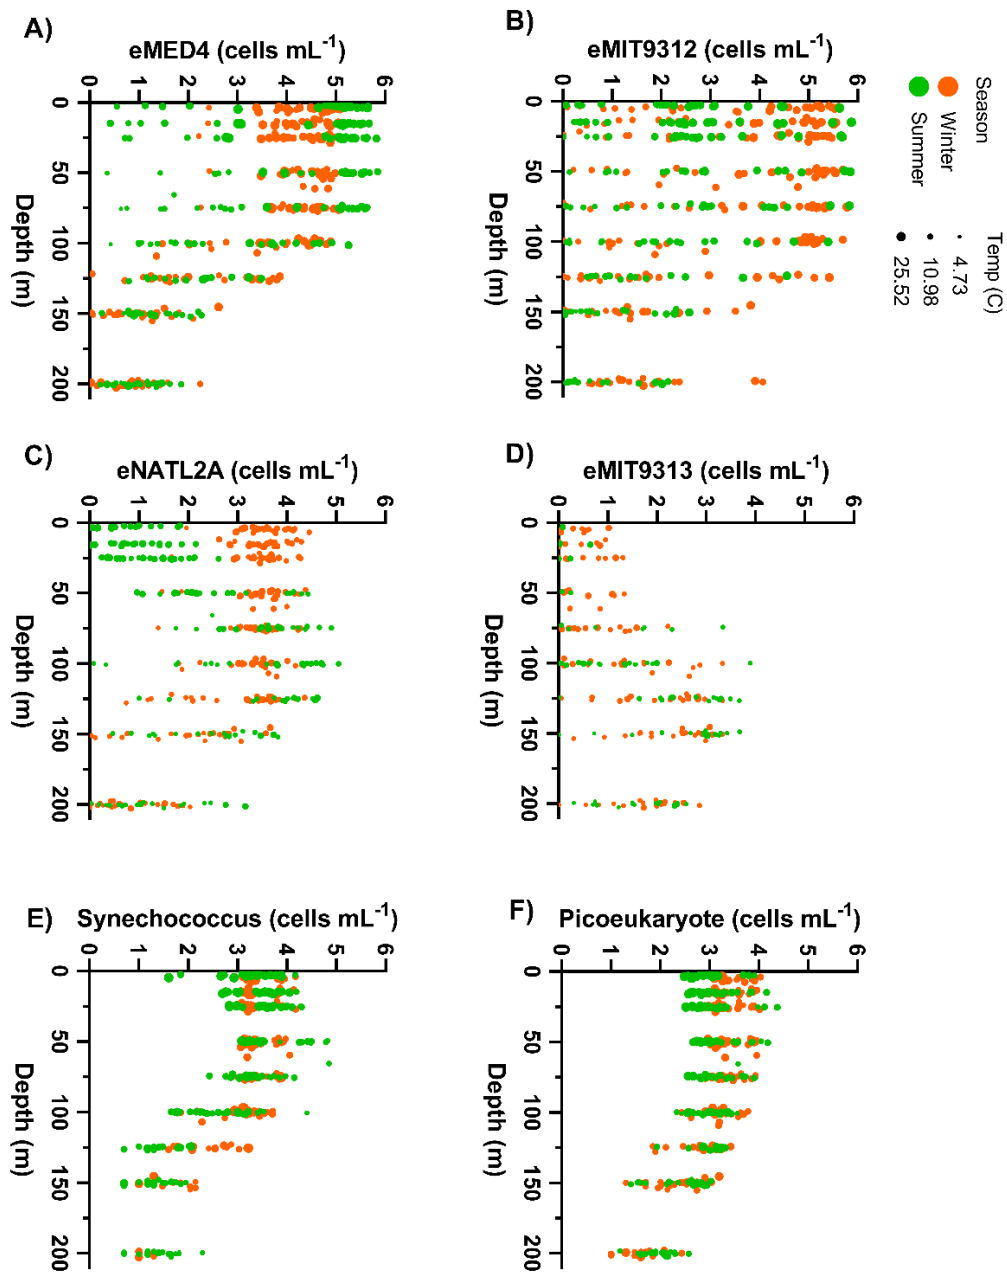 A)
eMED4 (cells mL-1)
0 1 2 3 4 5 6
0
50
100
150
200
Depth (m)
B)
eMIT9312 (cells mL-1)
0 1 2 3 4 5 6
0
50
100
150
200
Depth (m)
Season
Winter
Summer
Temp (C)
4.73
10.98
25.52
C)
eNATL2A (cells mL-1)
0 1 2 3 4 5 6
0
50
100
150
200
Depth (m)
D)
eMIT9313 (cells mL-1)
0 1 2 3 4 5 6
0
50
100
150
200
Depth (m)
E)
Synechococcus (cells mL-1)
0 1 2 3 4 5 6
0
50
100
150
200
Depth (m)
F)
Picoeukaryote (cells mL-1)
0 1 2 3 4 5 6
0
50
100
150
200
Depth (m)